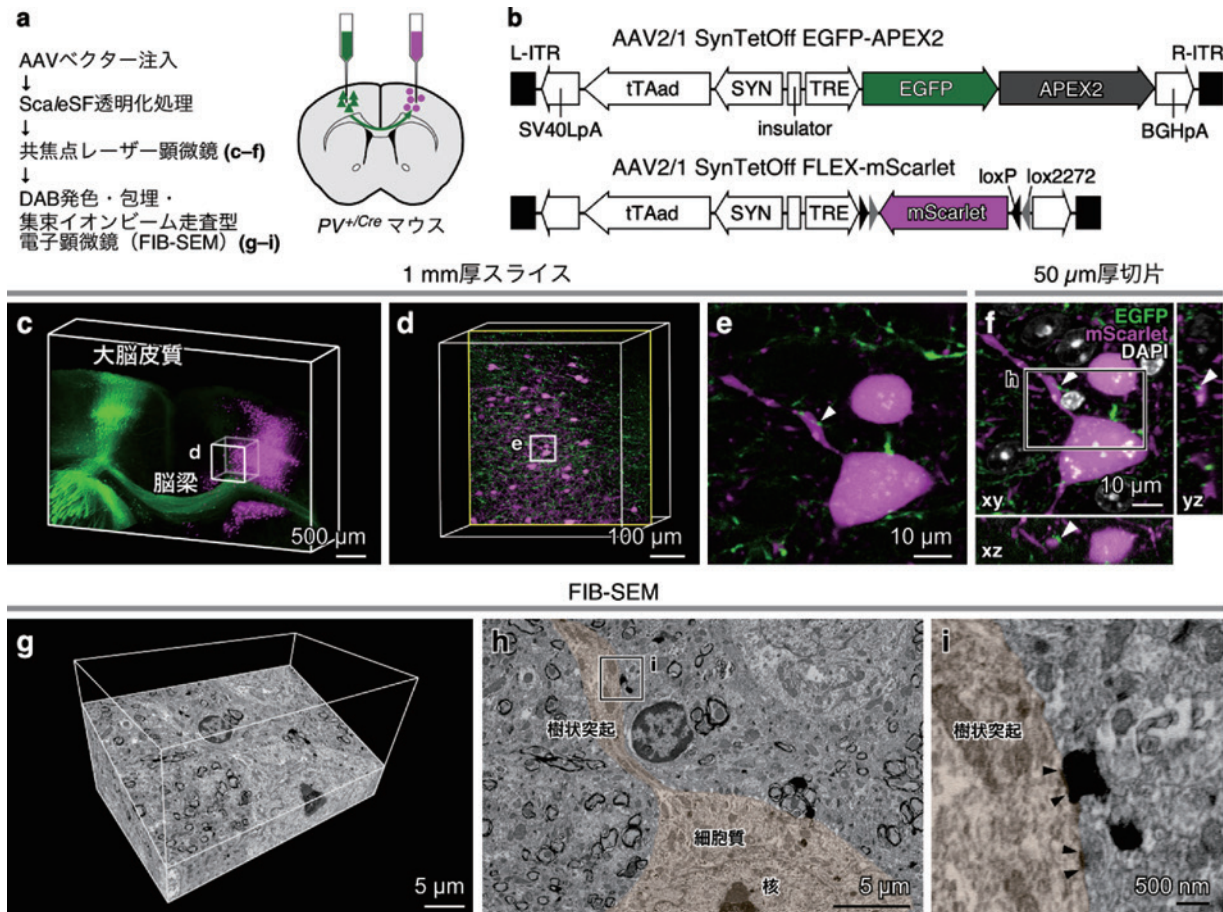 a
AAVベクター注入
↓
ScaleSF透明化処理
↓
共焦点レーザー顕微鏡 (c–f)
↓
DAB発色・包埋・
集束イオンビーム走査型
電子顕微鏡（FIB-SEM）(g–i)
PV+/Cre マウス
b
AAV2/1 SynTetOff EGFP-APEX2
L-ITR
R-ITR
tTAad
SYN
TRE
EGFP
APEX2
SV40LpA
insulator
BGHpA
AAV2/1 SynTetOff FLEX-mScarlet
loxP
lox2272
tTAad
SYN
TRE
mScarlet
1 mm厚スライス
50 μm厚切片
c
大脳皮質
d
脳梁
500 μm
d
e
100 μm
e
10 μm
f
EGFP
mScarlet
DAPI
h
10 μm
xy
yz
xz
FIB-SEM
g
5 μm
h
i
樹状突起
細胞質
核
5 μm
i
樹状突起
500 nm